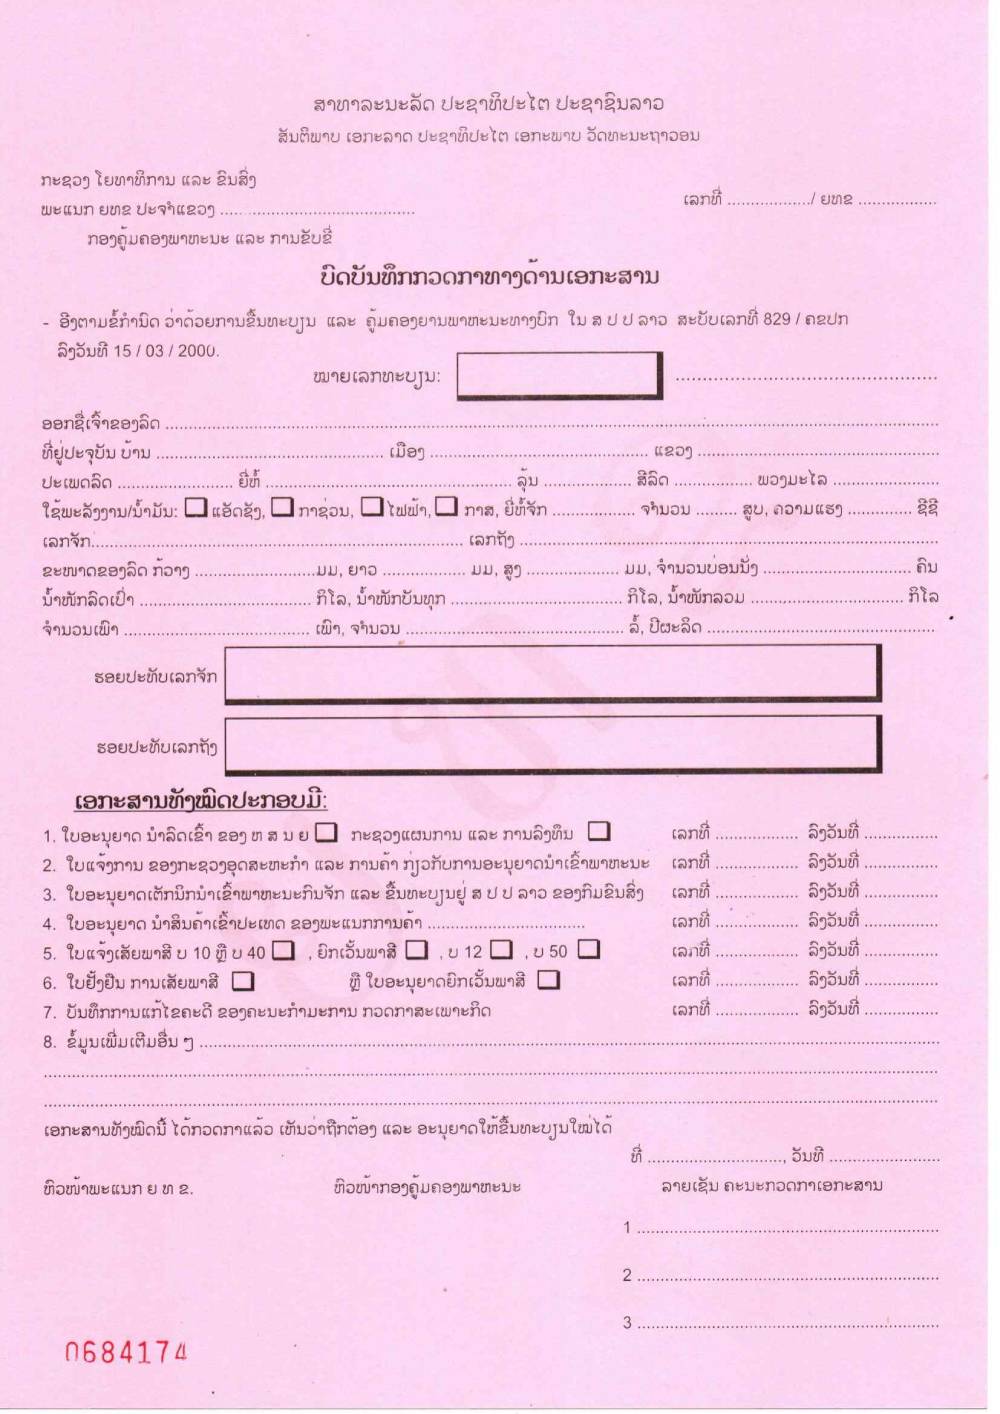 ສາທາລະນະລັດ ປະຊາທິປະໄຕ ປະຊາຊົນລາວ
ສັນຕິພາບ ເອກະລາດ ປະຊາທິປະໄຕ ເອກະພາບ ວັດທະນະຖາວອນ
ກະຊວງ ໂຍທາທິການ ແລະ ຂົນສົ່ງ
ພະແນກ ຍທຂ ປະຈຳແຂວງ ........................................ ເລກທີ່ ................../ ຍທຂ .................
ກອງຄຸ້ມຄອງພາຫະນະ ແລະ ການຂັບຂີ່
ບົດບັນທຶກກວດກາທາງດ້ານເອກະສານ
- ອີງຕາມຂໍ້ກຳນົດ ວ່າດ້ວຍການຂຶ້ນທະບຽນ ແລະ ຄຸ້ມຄອງຍານພາຫະນະທາງບົກ ໃນ ສ ປ ປ ລາວ ສະບັບເລກທີ່ 829 / ຄຂປກ
ລົງວັນທີ 15 / 03 / 2000.
ໝາຍເລກທະບຽນ: ........................................................
ອອກຊື່ເຈົ້າຂອງລົດ ........................................................
ທີ່ຢູ່ປະຈຸບັນ ບ້ານ ................................ ເມືອງ ................................ ແຂວງ ................................
ປະເພດລົດ ........................ ຍີ່ຫໍ້ ................................ ລຸ້ນ .................. ສີລົດ ................ ພວງມະໄລ ......................
ໃຊ້ພະລັງງານ/ນ້ຳມັນ: ແອັດຊັງ, ກາຊ່ວນ, ໄຟຟ້າ, ກາສ, ຍີ່ຫໍ້ຈັກ ................. ຈຳນວນ ......... ສູບ, ຄວາມແຮງ .............. ຊີຊີ
ເລກຈັກ........................................ ເລກຖັງ ........................................
ຂະໜາດຂອງລົດ ກ້ວາງ .........................ມມ, ຍາວ .................. ມມ, ສູງ .................... ມມ, ຈຳນວນບ່ອນນັ່ງ ................................ ຄົນ
ນ້ຳໜັກລົດເປົ່າ ..................................... ກິໂລ, ນ້ຳໜັກບັນທຸກ ..................................... ກິໂລ, ນ້ຳໜັກລວມ ................................. ກິໂລ
ຈຳນວນເພົາ ........................................ ເພົາ, ຈຳນວນ ................................................ ລໍ້, ປີຜະລິດ .................................................
ຮອຍປະທັບເລກຈັກ
ຮອຍປະທັບເລກຖັງ
ເອກະສານທັງໝົດປະກອບມີ:
1. ໃບອະນຸຍາດ ນຳລົດເຂົ້າ ຂອງ ຫ ສ ນ ຍ ກະຊວງແຜນການ ແລະ ການລົງທຶນ ເລກທີ່ .................. ລົງວັນທີ່ ................
2. ໃບແຈ້ງການ ຂອງກະຊວງອຸດສະຫະກຳ ແລະ ການຄ້າ ກ່ຽວກັບການອະນຸຍາດນຳເຂົ້າພາຫະນະ ເລກທີ່ .................. ລົງວັນທີ່ ................
3. ໃບອະນຸຍາດເຕັກນິກນຳເຂົ້າພາຫະນະກົນຈັກ ແລະ ຂຶ້ນທະບຽນຢູ່ ສ ປ ປ ລາວ ຂອງກົມຂົນສົ່ງ ເລກທີ່ .................. ລົງວັນທີ່ ................
4. ໃບອະນຸຍາດ ນຳສິນຄ້າເຂົ້າປະເທດ ຂອງພະແນກການຄ້າ .................................. ເລກທີ່ .................. ລົງວັນທີ່ ................
5. ໃບແຈ້ງເສັຍພາສີ ບ 10 ຫຼື ບ 40 , ຍົກເວັ້ນພາສີ , ບ 12 , ບ 50 ເລກທີ່ .................. ລົງວັນທີ່ ................
6. ໃບຢັ້ງຢືນ ການເສັຍພາສີ ຫຼື ໃບອະນຸຍາດຍົກເວັ້ນພາສີ ເລກທີ່ .................. ລົງວັນທີ່ ................
7. ບັນທຶກການແກ້ໄຂຄະດີ ຂອງຄະນະກຳມະການ ກວດກາສະເພາະກິດ ເລກທີ່ .................. ລົງວັນທີ່ ................
8. ຂໍ້ມູນເພີ່ມເຕີມອື່ນ ໆ ........................................................
ເອກະສານທັງໝົດນີ້ ໄດ້ກວດກາແລ້ວ ເຫັນວ່າຖືກຕ້ອງ ແລະ ອະນຸຍາດໃຫ້ຂຶ້ນທະບຽນໃໝ່ໄດ້
ທີ່ ............................., ວັນທີ ........................
ຫົວໜ້າພະແນກ ຍ ທ ຂ. ຫົວໜ້າກອງຄຸ້ມຄອງພາຫະນະ ລາຍເຊັນ ຄະນະກວດກາເອກະສານ
1 ................................................................
2 ................................................................
3 ................................................................
0684174